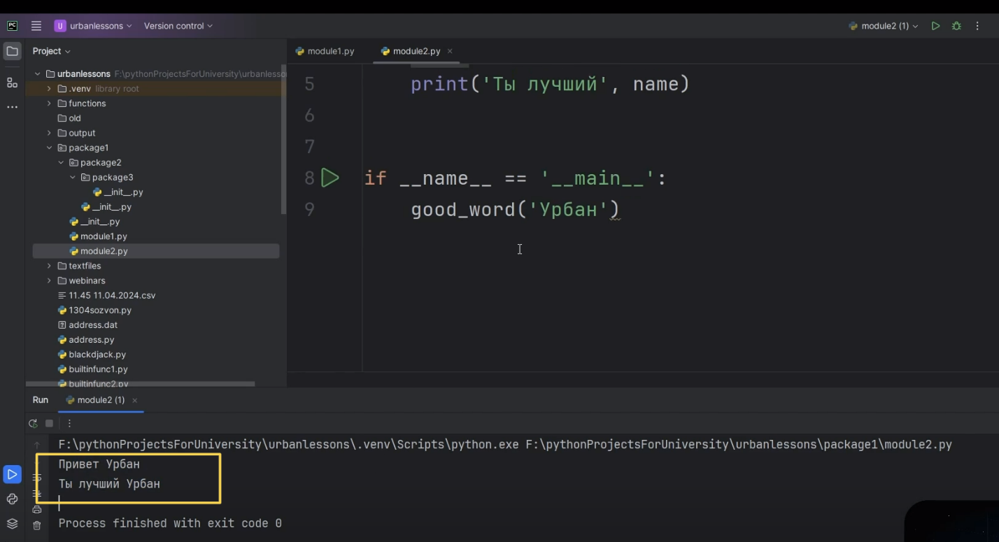 PC
U urbanlessons
Version control
module2 (1)
Project
module1.py
module2.py
urbanlessons F:\pythonProjectsForUniversity\urbanlesso
.venv library root
functions
old
output
package1
package2
package3
__init__.py
__init__.py
__init__.py
module1.py
module2.py
textfiles
webinars
11.45 11.04.2024.csv
1304sozvon.py
address.dat
address.py
blackdjack.py
builtinfunc1.py
builtinfunc2.py
5 print('Ты лучший', name)
6
7
8 if __name__ == '__main__':
9 good_word('Урбан')
Run
module2 (1)
F:\pythonProjectsForUniversity\urbanlessons\.venv\Scripts\python.exe F:\pythonProjectsForUniversity\urbanlessons\package1\module2.py
Привет Урбан
Ты лучший Урбан
Process finished with exit code 0